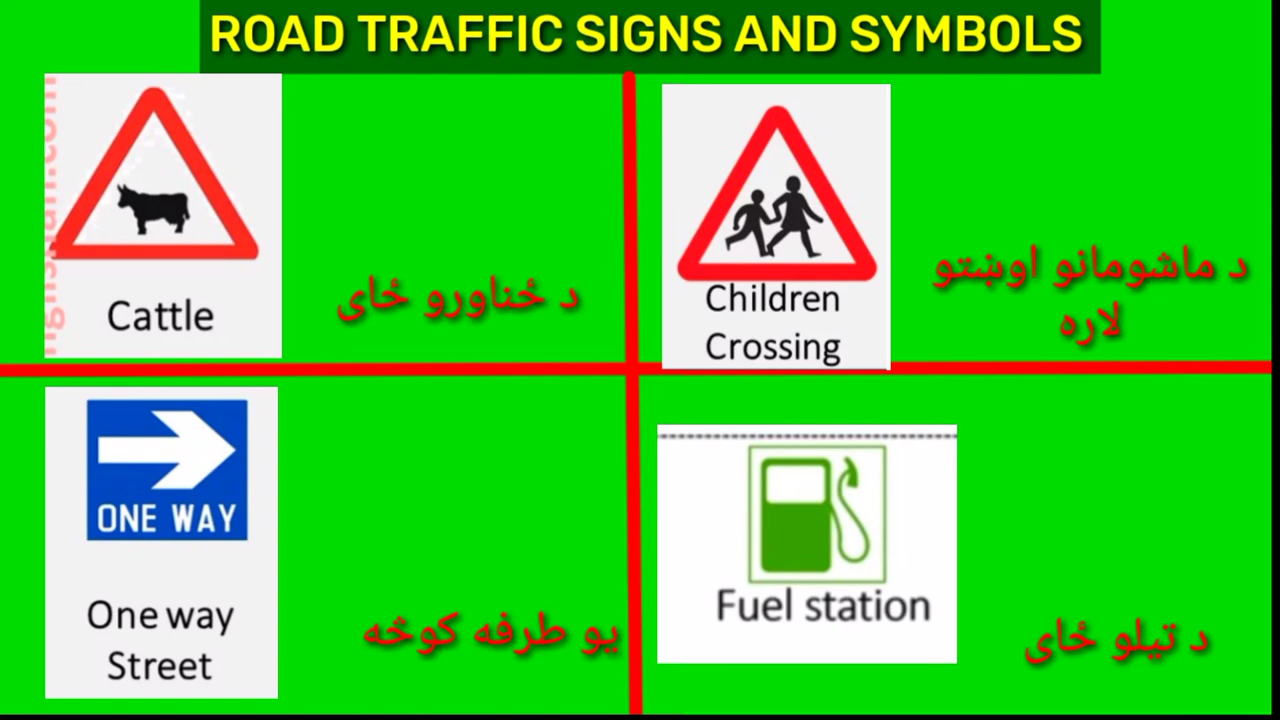 ROAD TRAFFIC SIGNS AND SYMBOLS
Cattle
د ځناورو ځای
Children
Crossing
د ماشومانو اوښتو
لاره
ONE WAY
One way
Street
یو طرفه کوڅه
Fuel station
د تیلو ځای